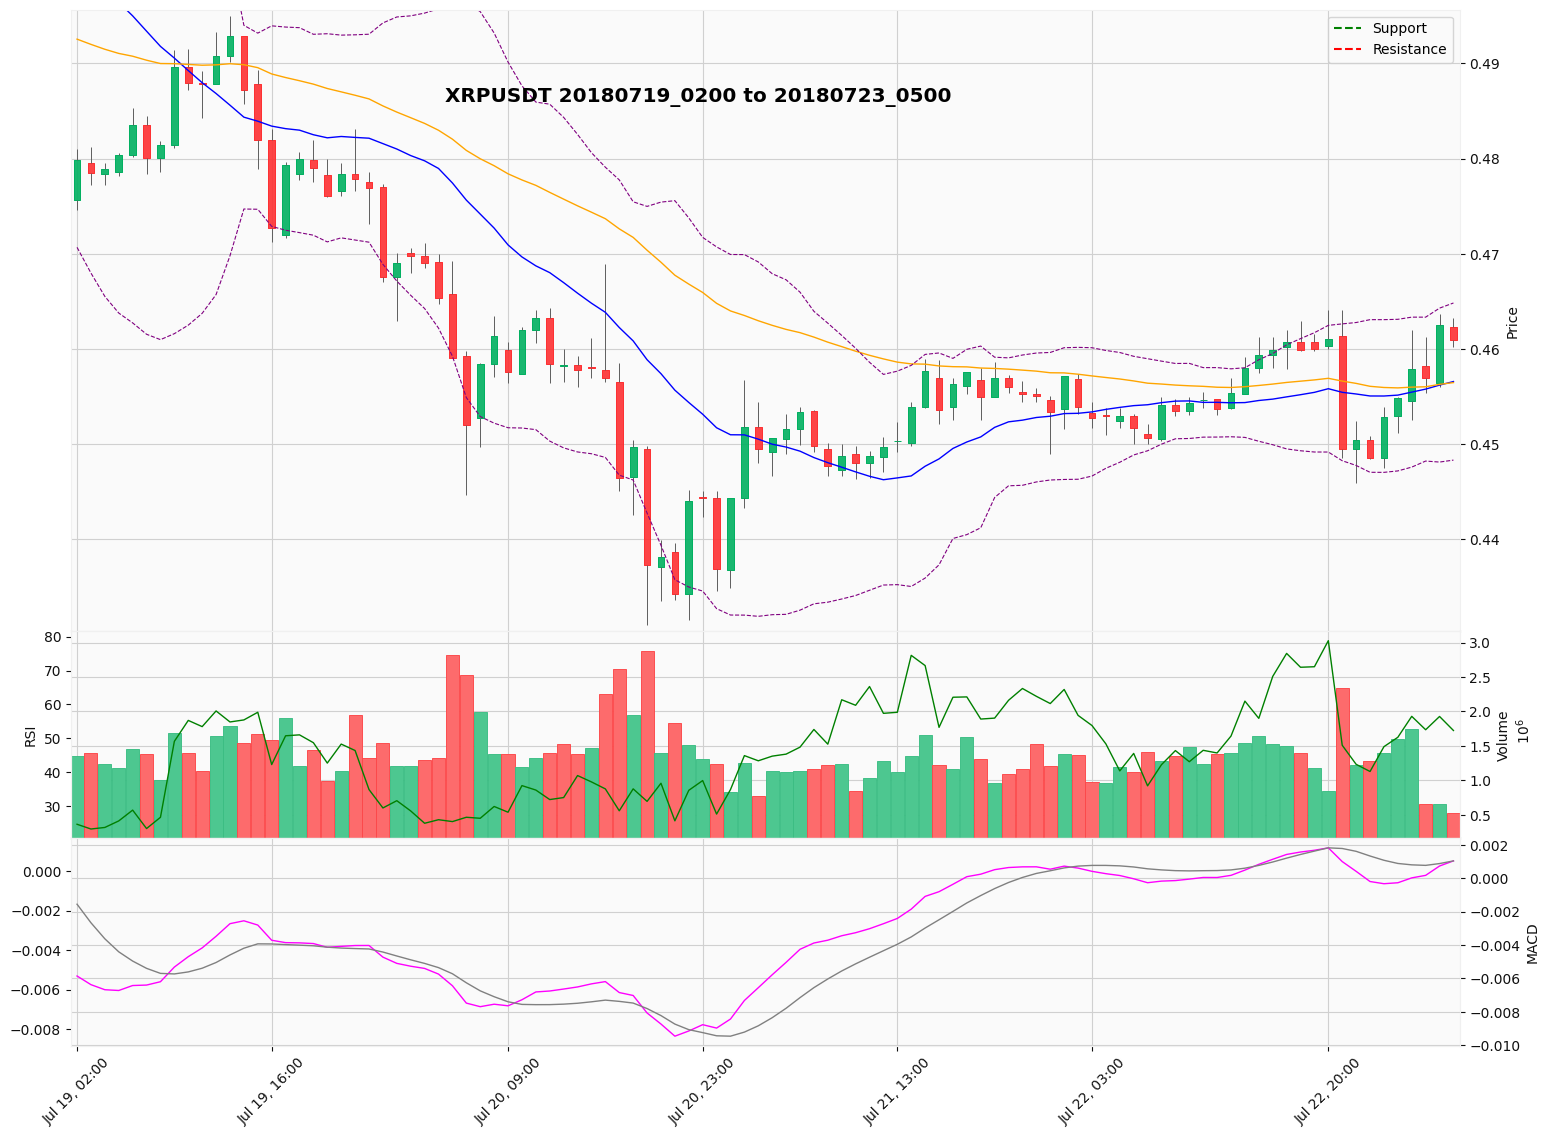 XRPUSDT 20180719_0200 to 20180723_0500
Support
Resistance
0.49
0.48
0.47
0.46
0.45
0.44
Price
80
70
60
50
40
30
RSI
3.0
2.5
2.0
1.5
1.0
0.5
Volume
10^6
0.000
−0.002
−0.004
−0.006
−0.008
0.002
0.000
−0.002
−0.004
−0.006
−0.008
−0.010
MACD
Jul 19, 02:00
Jul 19, 16:00
Jul 20, 09:00
Jul 20, 23:00
Jul 21, 13:00
Jul 22, 03:00
Jul 22, 20:00